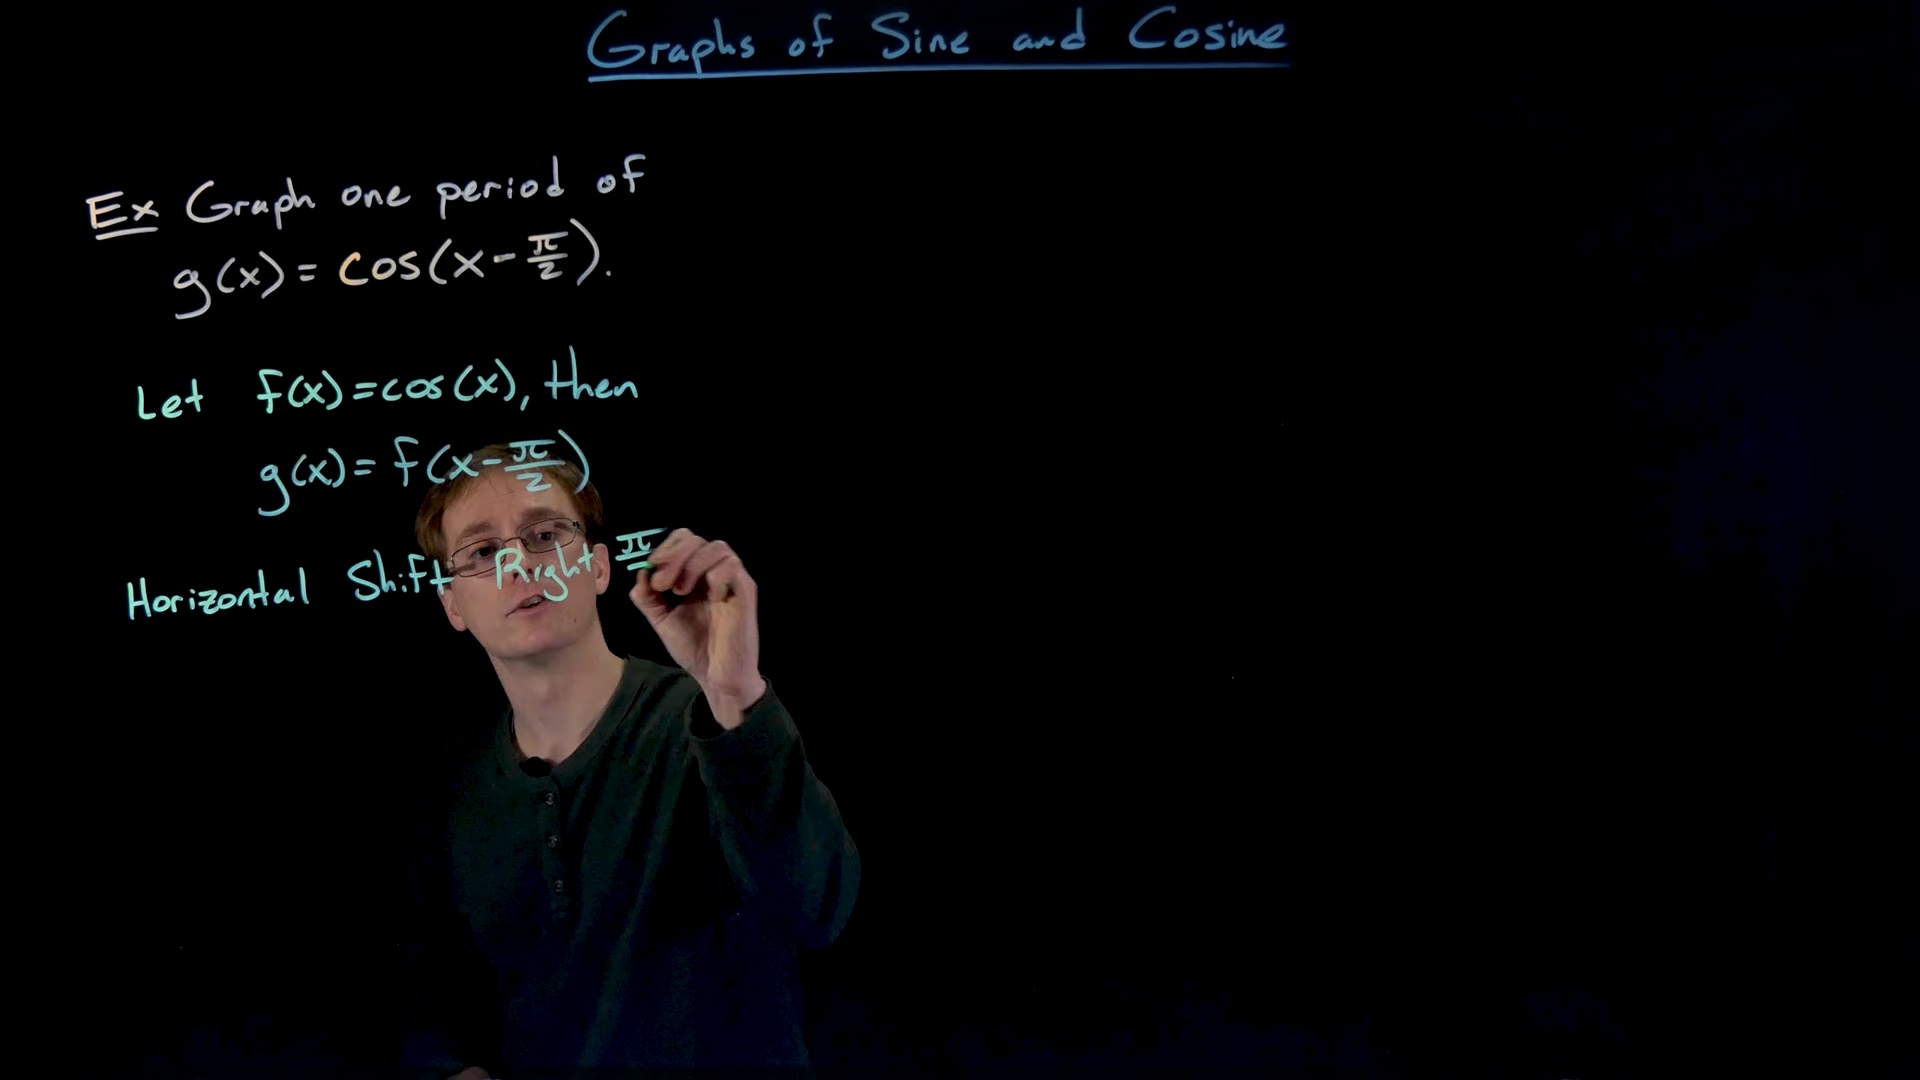 Graphs of Sine and Cosine
Ex Graph one period of
g(x) = cos(x - π/2).
Let f(x) = cos(x), then
g(x) = f(x - π/2)
Horizontal Shift Right π